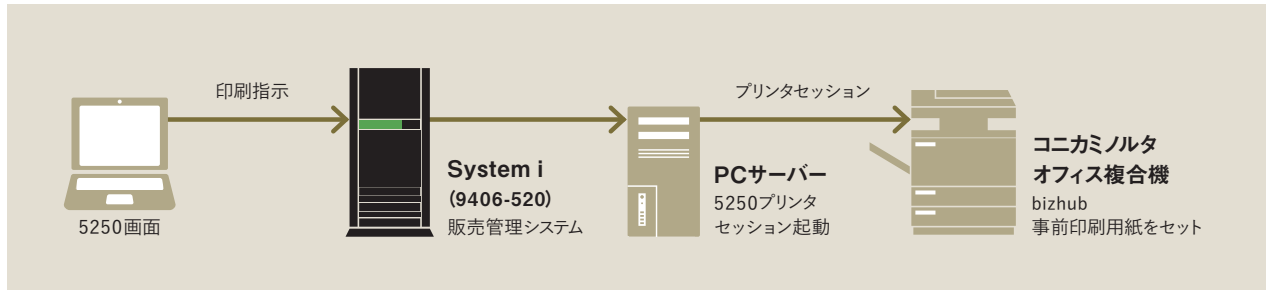 印刷指示
プリンタセッション
5250画面
System i
(9406-520)
販売管理システム
PCサーバー
5250プリンタ
セッション起動
コニカミノルタ
オフィス複合機
bizhub
事前印刷用紙をセット